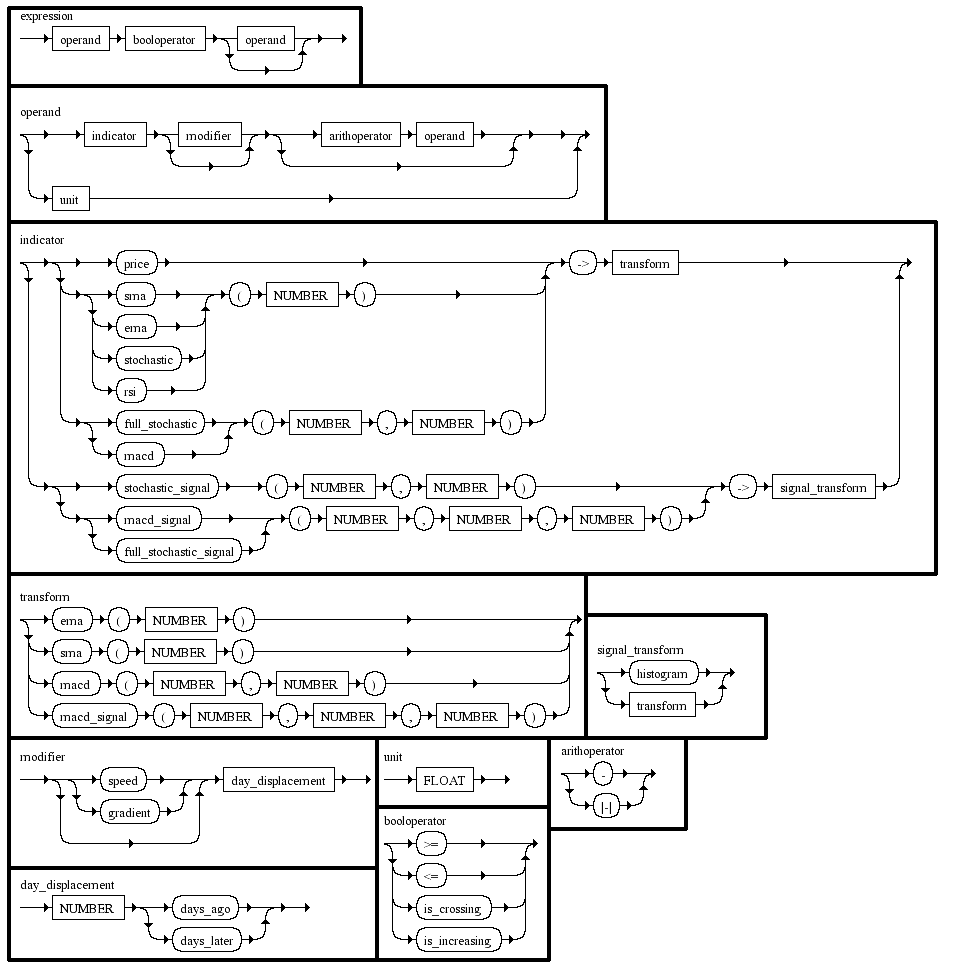 expression
operand booloperator operand
operand
indicator modifier arithoperator operand
unit
indicator
price -> transform
sma ( NUMBER )
ema
stochastic
rsi
full_stochastic ( NUMBER , NUMBER )
macd
stochastic_signal ( NUMBER , NUMBER ) -> signal_transform
macd_signal ( NUMBER , NUMBER , NUMBER )
full_stochastic_signal
transform
ema ( NUMBER )
sma ( NUMBER )
macd ( NUMBER , NUMBER )
macd_signal ( NUMBER , NUMBER , NUMBER )
signal_transform
histogram
transform
modifier
speed day_displacement
gradient
unit
FLOAT
arithoperator
-
|-|
booloperator
>=
<=
is_crossing
is_increasing
day_displacement
NUMBER days_ago
days_later